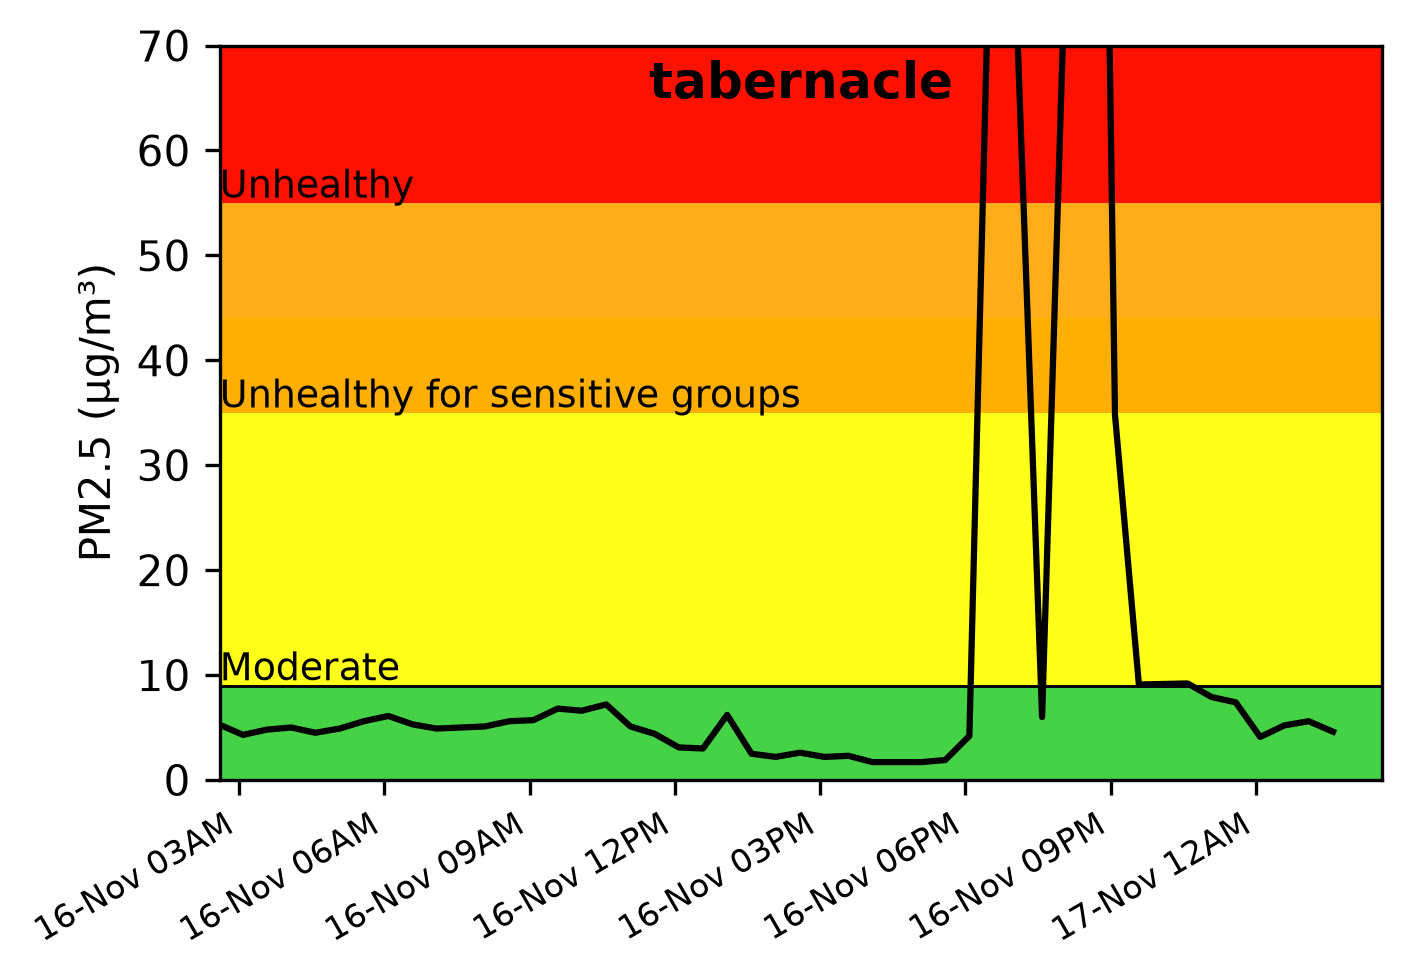 tabernacle
PM2.5 (µg/m³)
70
60
50
40
30
20
10
0
Unhealthy
Unhealthy for sensitive groups
Moderate
16-Nov 03AM
16-Nov 06AM
16-Nov 09AM
16-Nov 12PM
16-Nov 03PM
16-Nov 06PM
16-Nov 09PM
17-Nov 12AM